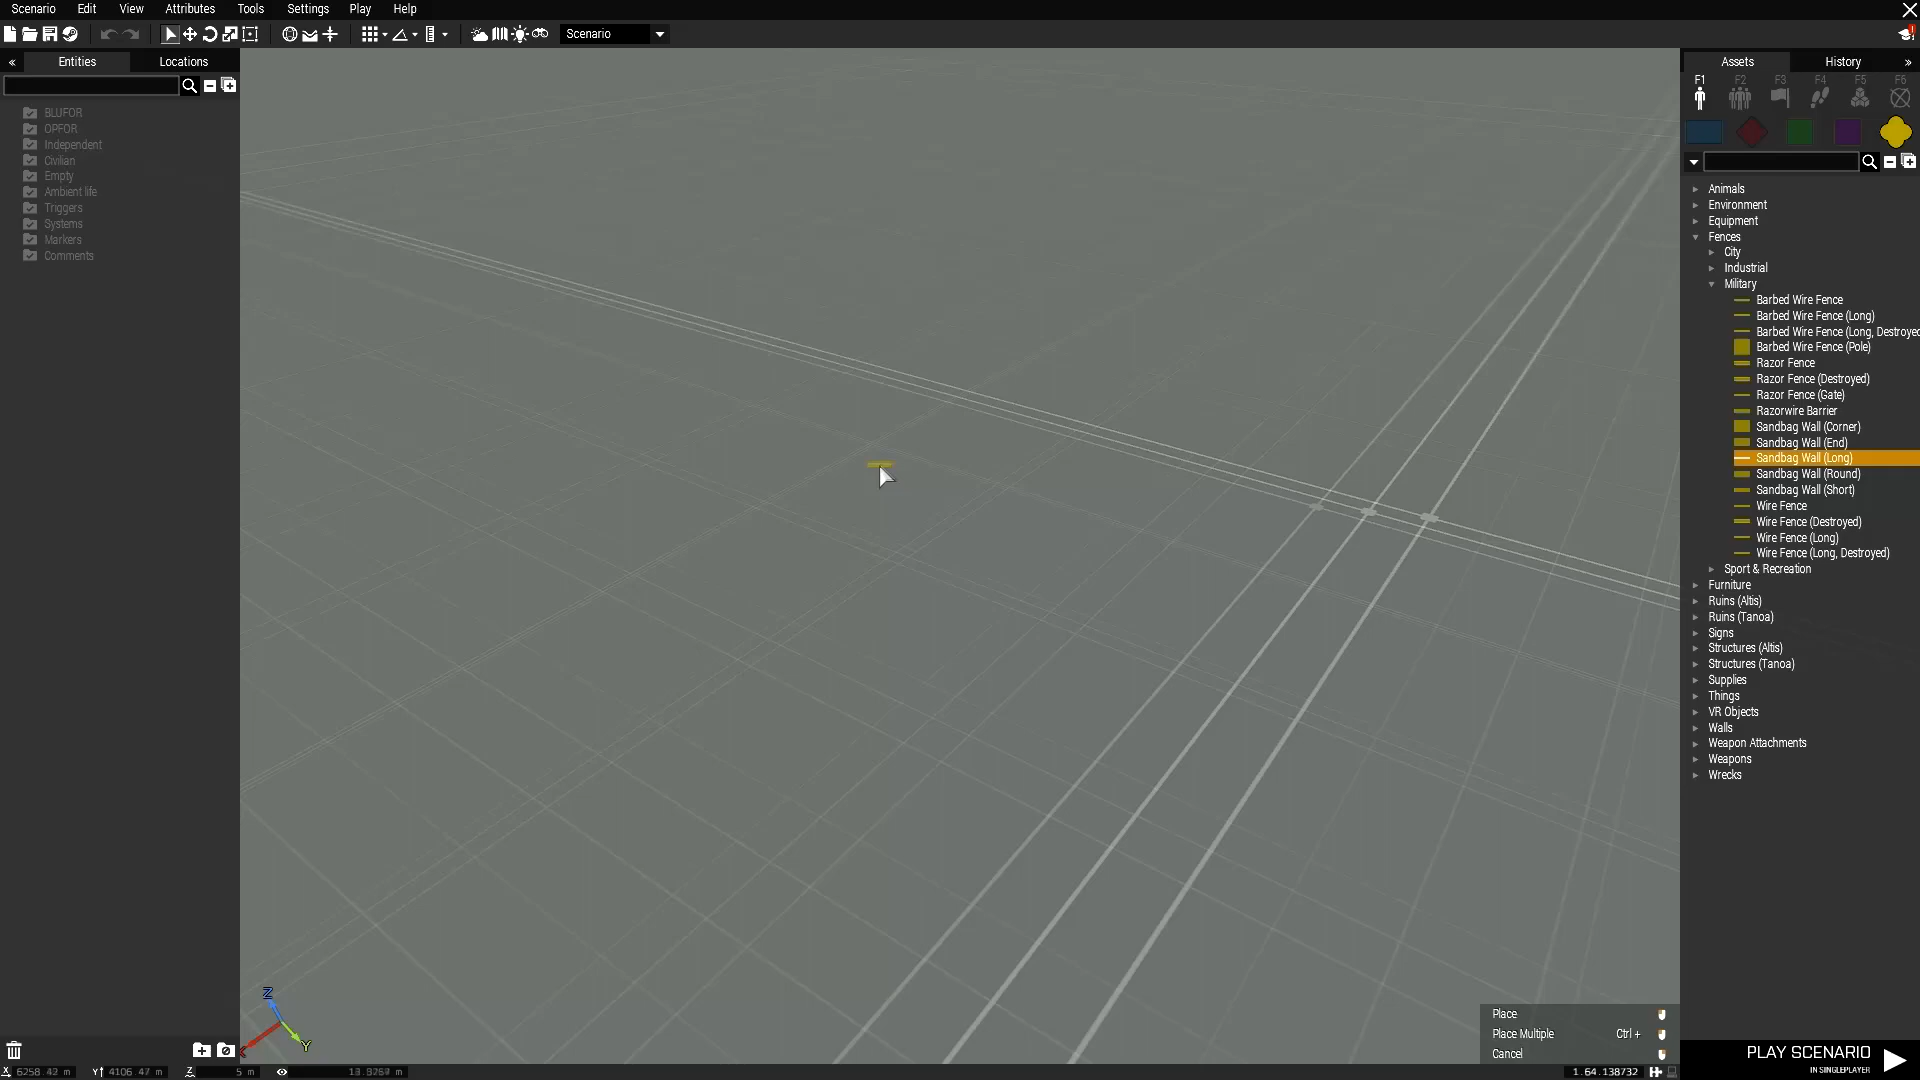 Scenario Edit View Attributes Tools Settings Play Help
Scenario
Entities Locations
Assets History
F1 F2 F3 F4 F5 F6
BLUFOR
OPFOR
Independent
Civilian
Empty
Ambient life
Triggers
Systems
Markers
Comments
Animals
Environment
Equipment
Fences
City
Industrial
Military
Barbed Wire Fence
Barbed Wire Fence (Long)
Barbed Wire Fence (Long, Destroyed
Barbed Wire Fence (Pole)
Razor Fence
Razor Fence (Destroyed)
Razor Fence (Gate)
Razorwire Barrier
Sandbag Wall (Corner)
Sandbag Wall (End)
Sandbag Wall (Long)
Sandbag Wall (Round)
Sandbag Wall (Short)
Wire Fence
Wire Fence (Destroyed)
Wire Fence (Long)
Wire Fence (Long, Destroyed)
Sport & Recreation
Furniture
Ruins (Altis)
Ruins (Tanoa)
Signs
Structures (Altis)
Structures (Tanoa)
Supplies
Things
VR Objects
Walls
Weapon Attachments
Weapons
Wrecks
Z
X
Y
Place
Place Multiple Ctrl +
Cancel
PLAY SCENARIO
IN SINGLEPLAYER
X 6258.42 m Y 4106.47 m Z 5 m
1.64.138732